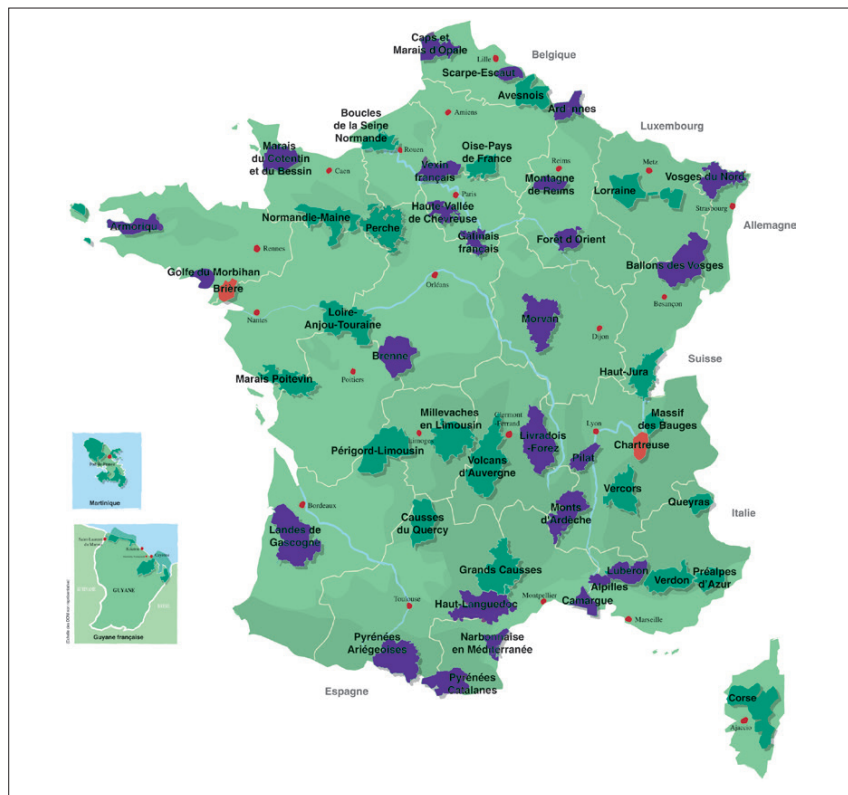 Caps et
Marais d'Opale
Lille
Belgique
Scarpe-Escaut
Avesnois
Ardennes
Amiens
Boucles
de la Seine
Normande
Rouen
Luxembourg
Oise-Pays
de France
Marais
du Cotentin
et du Bessin
Caen
Vexin
français
Reims
Montagne
de Reims
Metz
Lorraine
Vosges du Nord
Strasbourg
Paris
Haute-Vallée
de Chevreuse
Normandie-Maine
Perche
Gâtinais
français
Forêt d'Orient
Allemagne
Armorique
Rennes
Ballons des Vosges
Golfe du Morbihan
Brière
Orléans
Besançon
Nantes
Loire-
Anjou-Touraine
Morvan
Dijon
Brenne
Suisse
Marais Poitevin
Poitiers
Haut-Jura
Massif
des Bauges
Millevaches
en Limousin
Clermont
Ferrand
Livradois
-Forez
Lyon
Chartreuse
Limoges
Périgord-Limousin
Volcans
d'Auvergne
Pilat
Vercors
Queyras
Martinique
Bordeaux
Landes de
Gascogne
Causses
du Quercy
Monts
d'Ardèche
Italie
GUYANE
Guyane française
Grands Causses
Luberon
Alpilles
Verdon
Préalpes
d'Azur
Toulouse
Haut-Languedoc
Montpellier
Camargue
Marseille
Pyrénées
Ariégeoises
Narbonnaise
en Méditerranée
Espagne
Pyrénées
Catalanes
Corse
Ajaccio